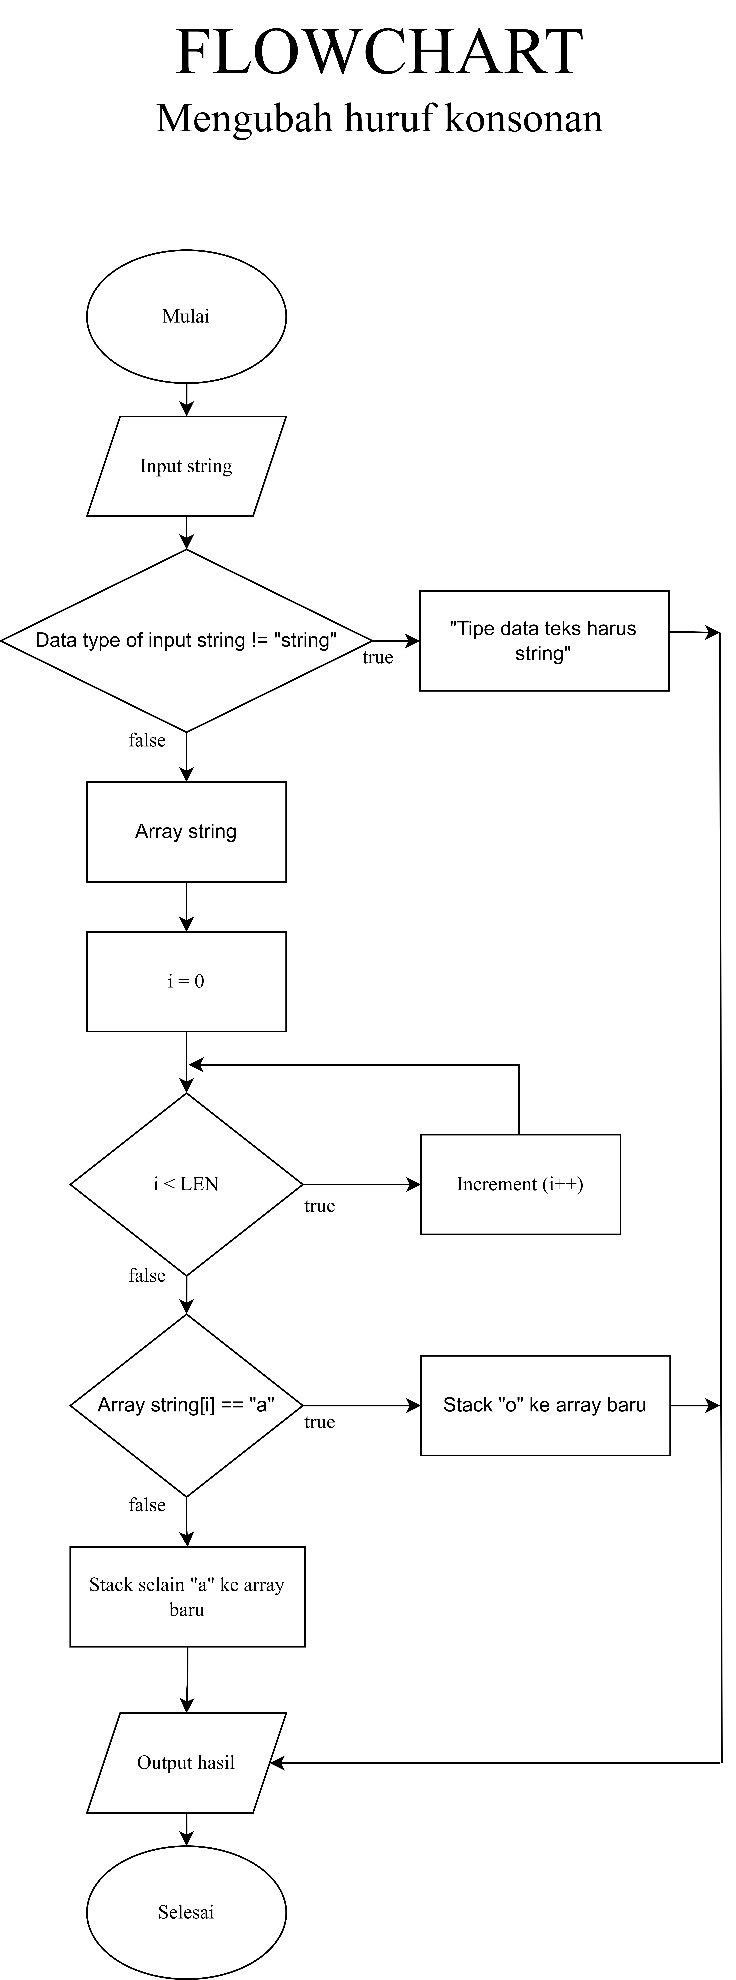 FLOWCHART
Mengubah huruf konsonan
Mulai
Input string
Data type of input string != "string"
true
"Tipe data teks harus
string"
false
Array string
i = 0
i < LEN
true
Increment (i++)
false
Array string[i] == "a"
true
Stack "o" ke array baru
false
Stack selain "a" ke array
baru
Output hasil
Selesai